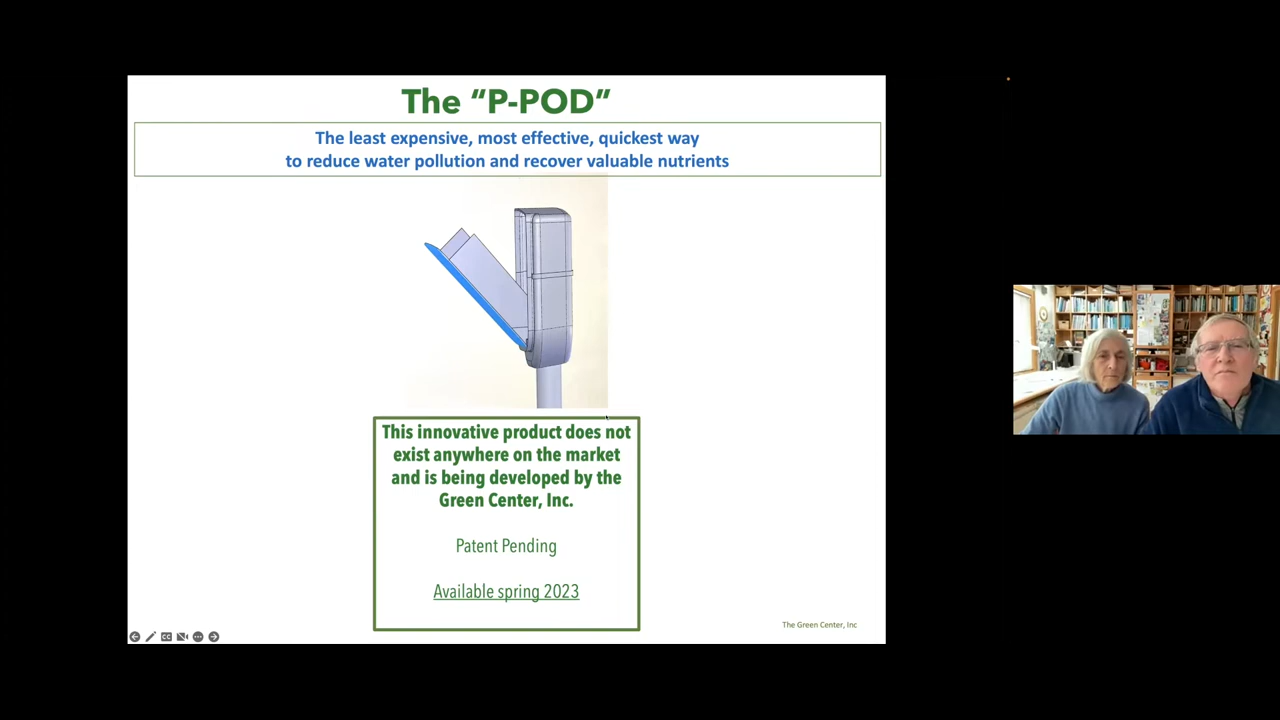 The “P-POD”
The least expensive, most effective, quickest way
to reduce water pollution and recover valuable nutrients
This innovative product does not
exist anywhere on the market
and is being developed by the
Green Center, Inc.
Patent Pending
Available spring 2023
The Green Center, Inc
CC